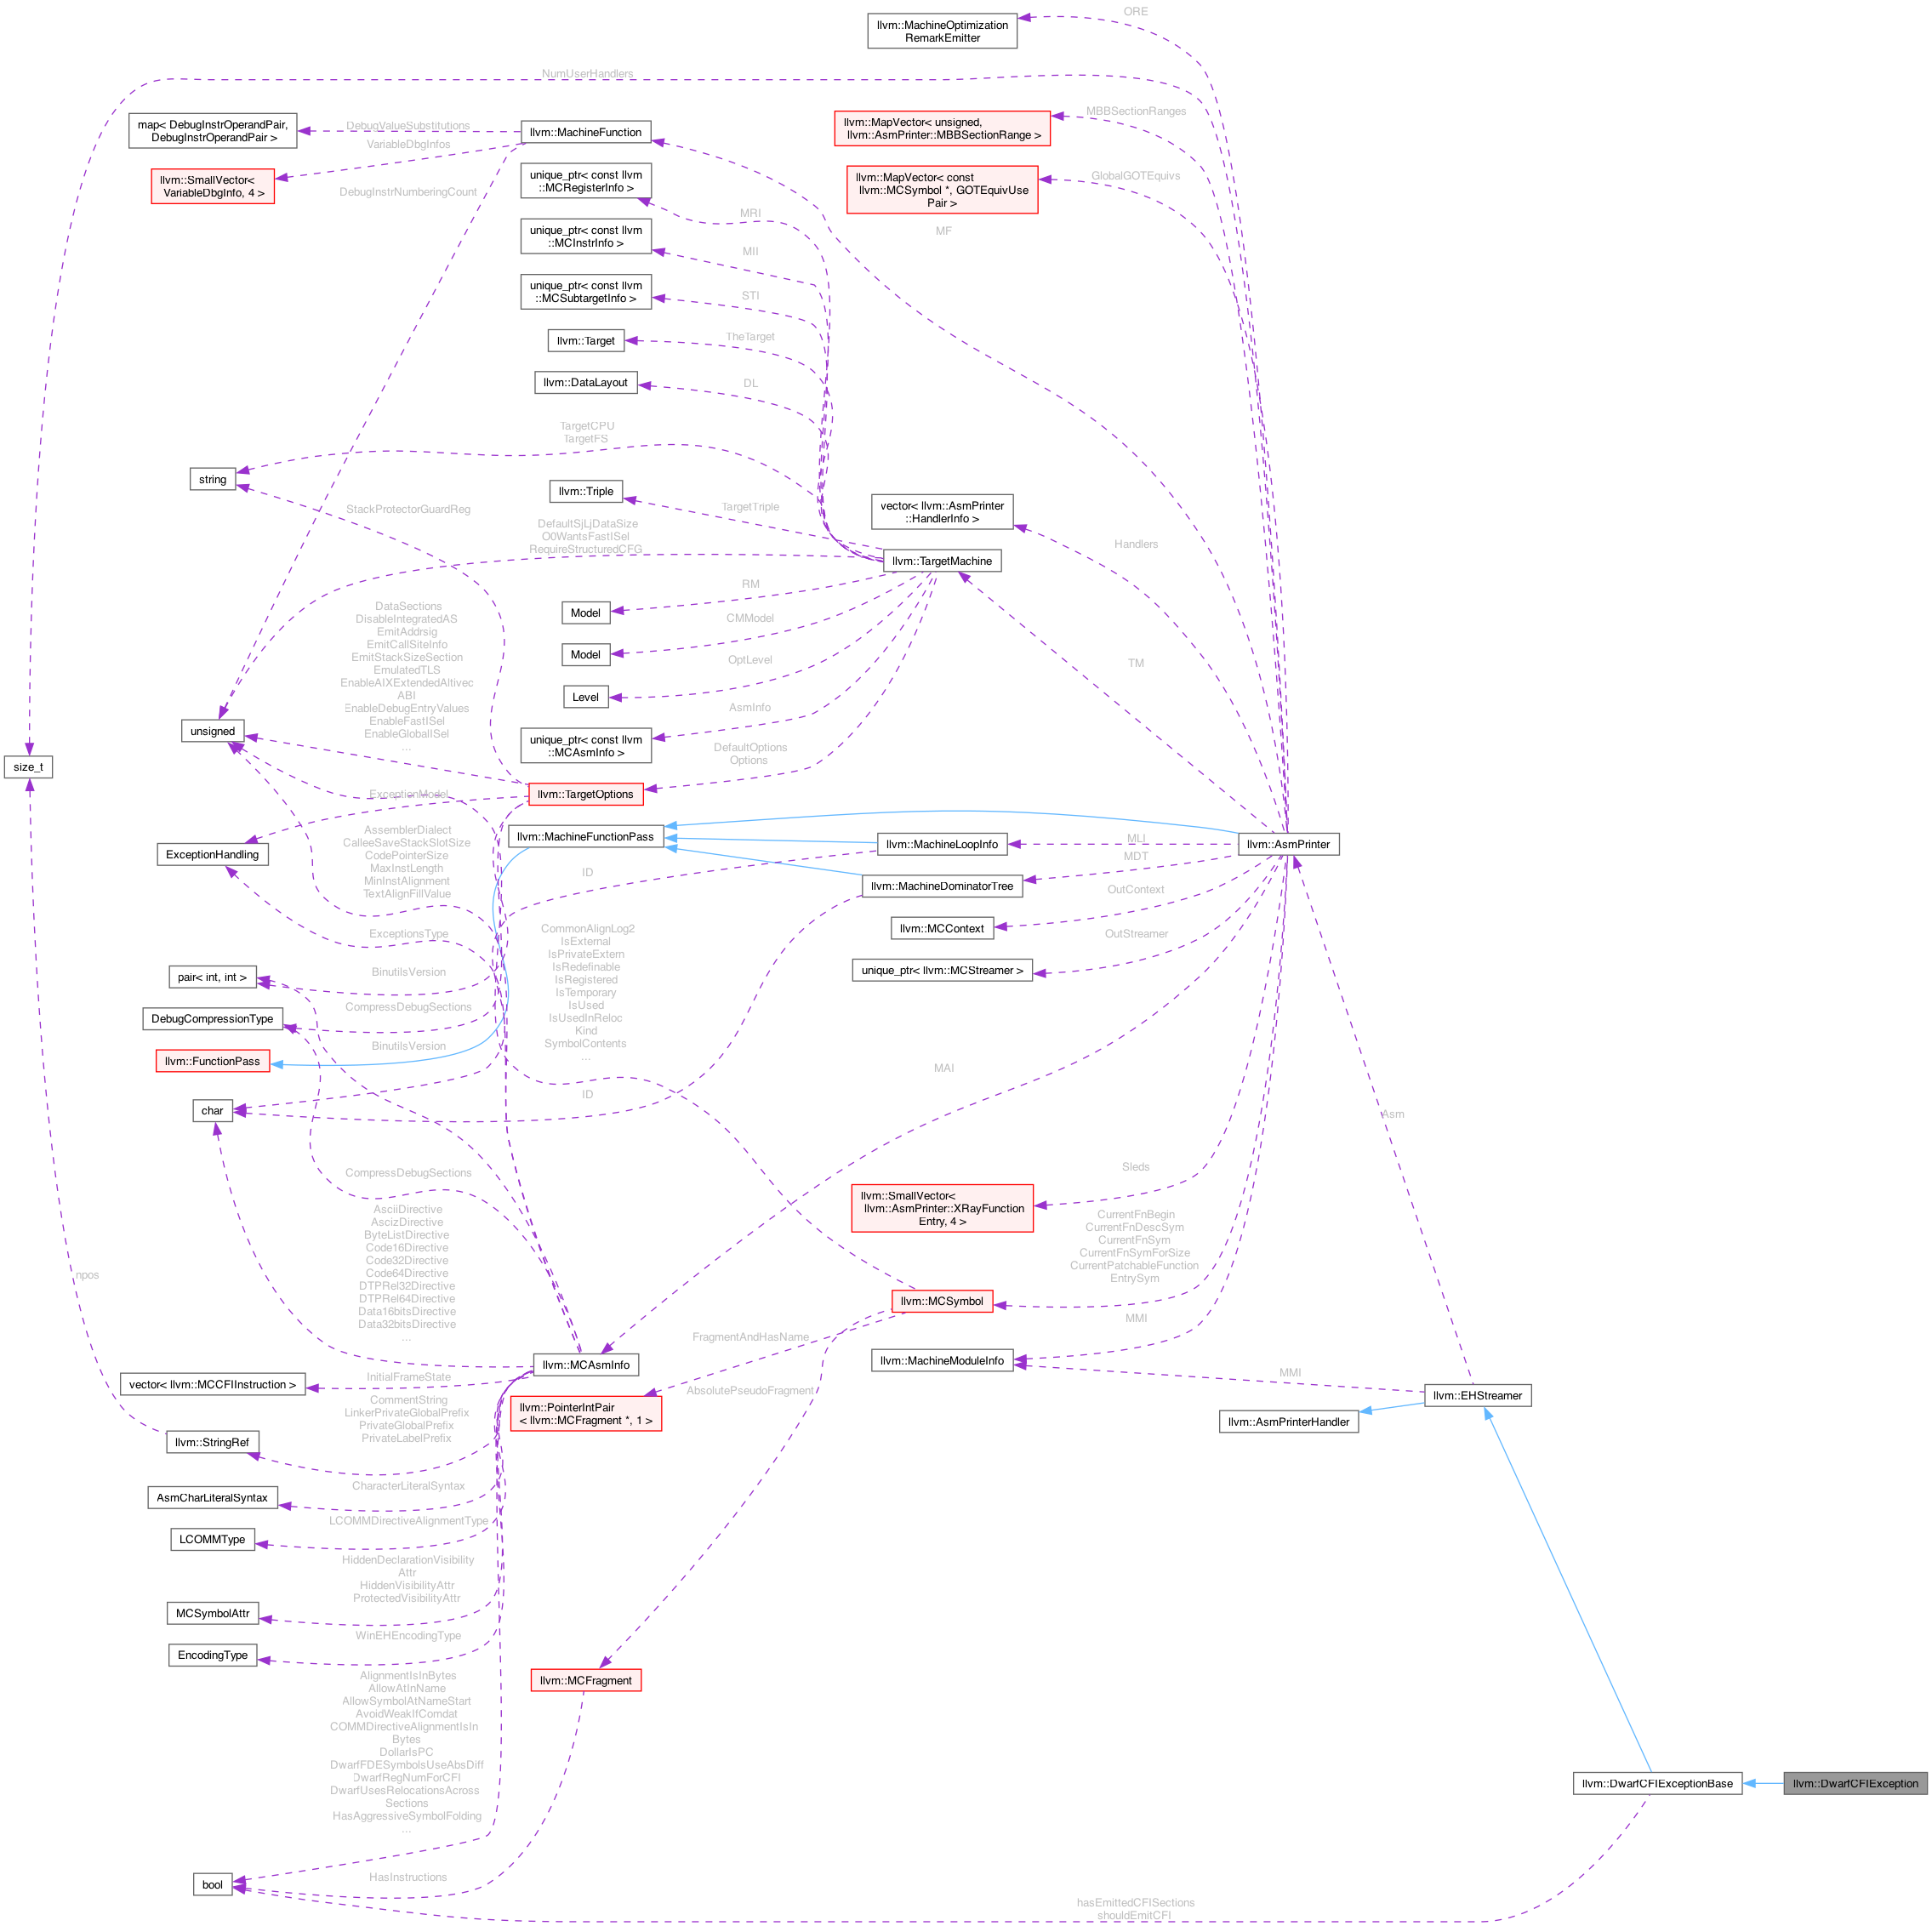 llvm::MachineOptimization
RemarkEmitter
ORE
NumUserHandlers
map< DebugInstrOperandPair,
DebugInstrOperandPair >
DebugValueSubstitutions
VariableDbgInfos
llvm::MachineFunction
llvm::MapVector< unsigned,
llvm::AsmPrinter::MBBSectionRange >
MBBSectionRanges
llvm::SmallVector<
VariableDbgInfo, 4 >
DebugInstrNumberingCount
unique_ptr< const llvm
::MCRegisterInfo >
llvm::MapVector< const
llvm::MCSymbol *, GOTEquivUse
Pair >
GlobalGOTEquivs
MRI
MF
unique_ptr< const llvm
::MCInstrInfo >
MII
unique_ptr< const llvm
::MCSubtargetInfo >
STI
llvm::Target
TheTarget
llvm::DataLayout
DL
TargetCPU
TargetFS
string
llvm::Triple
TargetTriple
vector< llvm::AsmPrinter
::HandlerInfo >
Handlers
StackProtectorGuardReg
DefaultSjLjDataSize
O0WantsFastISel
RequireStructuredCFG
llvm::TargetMachine
RM
Model
CMModel
Model
OptLevel
Level
TM
DataSections
DisableIntegratedAS
EmitAddrsig
EmitCallSiteInfo
EmitStackSizeSection
EmulatedTLS
EnableAIXExtendedAltivec
ABI
EnableDebugEntryValues
EnableFastISel
EnableGlobalISel
...
unsigned
AsmInfo
unique_ptr< const llvm
::MCAsmInfo >
DefaultOptions
Options
size_t
llvm::TargetOptions
ExceptionModel
ExceptionHandling
AssemblerDialect
CalleeSaveStackSlotSize
CodePointerSize
MaxInstLength
MinInstAlignment
TextAlignFillValue
llvm::MachineFunctionPass
llvm::MachineLoopInfo
MLI
llvm::AsmPrinter
MDT
ID
llvm::MachineDominatorTree
OutContext
llvm::MCContext
OutStreamer
unique_ptr< llvm::MCStreamer >
ExceptionsType
CommonAlignLog2
IsExternal
IsPrivateExtern
IsRedefinable
IsRegistered
IsTemporary
IsUsed
IsUsedInReloc
Kind
SymbolContents
...
pair< int, int >
BinutilsVersion
DebugCompressionType
CompressDebugSections
BinutilsVersion
llvm::FunctionPass
MAI
char
ID
Asm
CompressDebugSections
Sleds
llvm::SmallVector<
llvm::AsmPrinter::XRayFunction
Entry, 4 >
AsciiDirective
AscizDirective
ByteListDirective
Code16Directive
Code32Directive
Code64Directive
DTPRel32Directive
DTPRel64Directive
Data16bitsDirective
Data32bitsDirective
...
CurrentFnBegin
CurrentFnDescSym
CurrentFnSym
CurrentFnSymForSize
CurrentPatchableFunction
EntrySym
npos
llvm::MCSymbol
MMI
FragmentAndHasName
llvm::MCAsmInfo
llvm::MachineModuleInfo
MMI
vector< llvm::MCCFIInstruction >
InitialFrameState
AbsolutePseudoFragment
llvm::EHStreamer
CommentString
LinkerPrivateGlobalPrefix
PrivateGlobalPrefix
PrivateLabelPrefix
llvm::PointerIntPair
< llvm::MCFragment *, 1 >
llvm::AsmPrinterHandler
llvm::StringRef
CharacterLiteralSyntax
AsmCharLiteralSyntax
LCOMMDirectiveAlignmentType
LCOMMType
HiddenDeclarationVisibility
Attr
HiddenVisibilityAttr
ProtectedVisibilityAttr
MCSymbolAttr
WinEHEncodingType
EncodingType
llvm::MCFragment
AlignmentIsInBytes
AllowAtInName
AllowSymbolAtNameStart
AvoidWeakIfComdat
COMMDirectiveAlignmentIsIn
Bytes
DollarIsPC
DwarfFDESymbolsUseAbsDiff
DwarfRegNumForCFI
DwarfUsesRelocationsAcross
Sections
HasAggressiveSymbolFolding
...
llvm::DwarfCFIExceptionBase
llvm::DwarfCFIException
HasInstructions
bool
hasEmittedCFISections
shouldEmitCFI